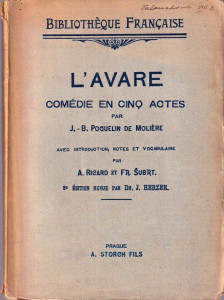 BIBLIOTHÈQUE FRANÇAISE
L'AVARE
COMÉDIE EN CINQ ACTES
PAR
J.-B. POQUELIN DE MOLIÈRE
AVEC INTRODUCTION, NOTES ET VOCABULAIRE
PAR
A. RICARD ET FR. ŠUBRT.
2e ÉDITION REVUE PAR DR. J. HERZER.
PRAGUE
A. STORCH FILS